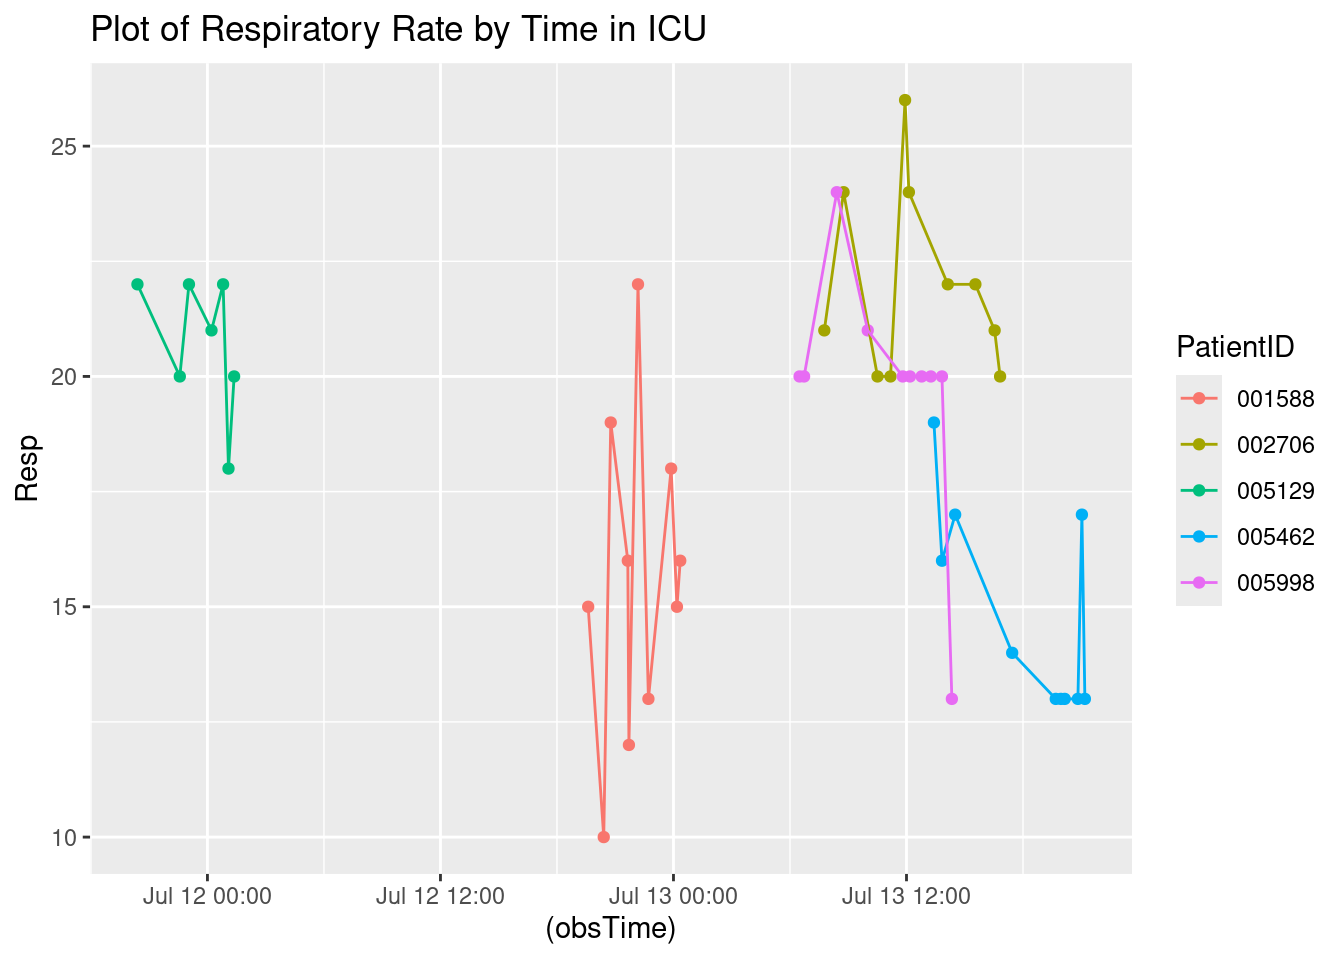 Plot of Respiratory Rate by Time in ICU
25
20
15
10
Resp
Jul 12 00:00 Jul 12 12:00 Jul 13 00:00 Jul 13 12:00
(obsTime)
PatientID
001588
002706
005129
005462
005998